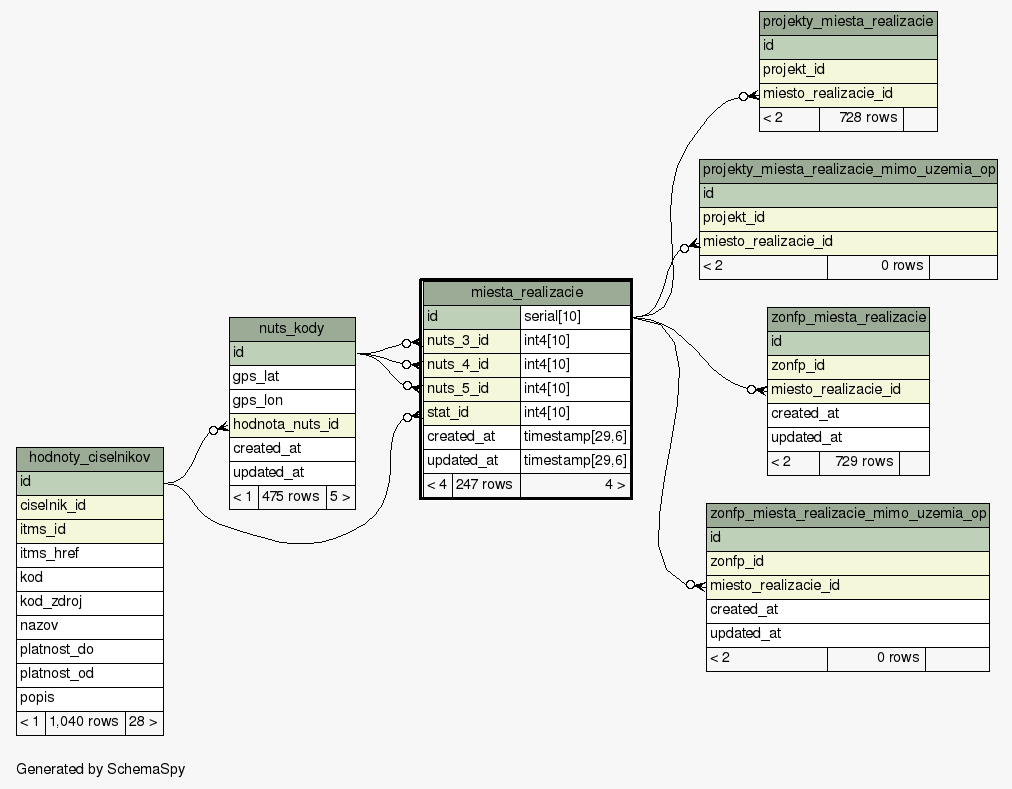 projekty_miesta_realizacie
id
projekt_id
miesto_realizacie_id
< 2 728 rows
projekty_miesta_realizacie_mimo_uzemia_op
id
projekt_id
miesto_realizacie_id
< 2 0 rows
miesta_realizacie
id serial[10]
nuts_3_id int4[10]
nuts_4_id int4[10]
nuts_5_id int4[10]
stat_id int4[10]
created_at timestamp[29,6]
updated_at timestamp[29,6]
< 4 247 rows 4 >
nuts_kody
id
gps_lat
gps_lon
hodnota_nuts_id
created_at
updated_at
< 1 475 rows 5 >
zonfp_miesta_realizacie
id
zonfp_id
miesto_realizacie_id
created_at
updated_at
< 2 729 rows
hodnoty_ciselnikov
id
ciselnik_id
itms_id
itms_href
kod
kod_zdroj
nazov
platnost_do
platnost_od
popis
< 1 1,040 rows 28 >
zonfp_miesta_realizacie_mimo_uzemia_op
id
zonfp_id
miesto_realizacie_id
created_at
updated_at
< 2 0 rows
Generated by SchemaSpy